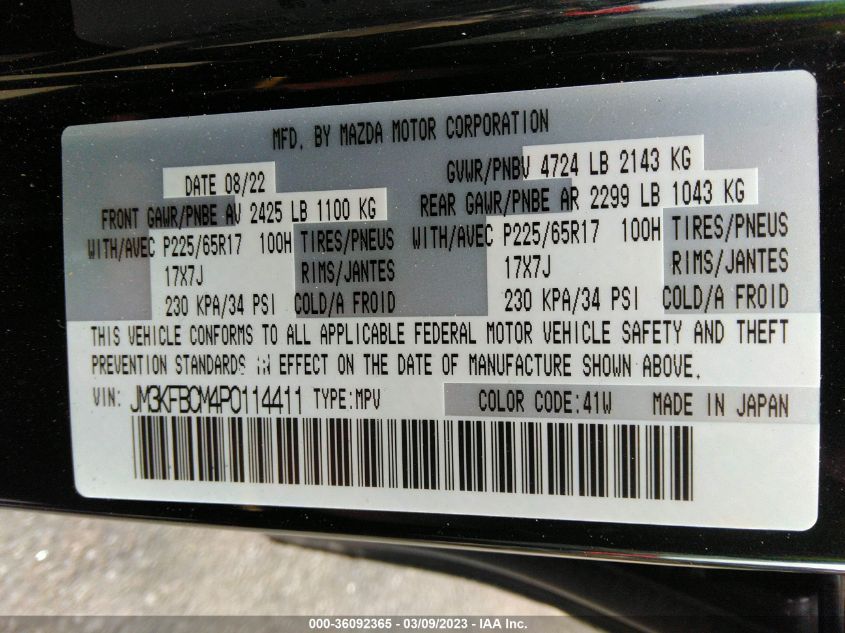 MFD. BY MAZDA MOTOR CORPORATION
DATE 08/22 GVWR/PNBV 4724 LB 2143 KG
FRONT GAWR/PNBE AV 2425 LB 1100 KG REAR GAWR/PNBE AR 2299 LB 1043 KG
WITH/AVEC P225/65R17 100H TIRES/PNEUS WITH/AVEC P225/65R17 100H TIRES/PNEUS
17X7J RIMS/JANTES 17X7J RIMS/JANTES
230 KPA/34 PSI COLD/A FROID 230 KPA/34 PSI COLD/A FROID
THIS VEHICLE CONFORMS TO ALL APPLICABLE FEDERAL MOTOR VEHICLE SAFETY AND THEFT
PREVENTION STANDARDS IN EFFECT ON THE DATE OF MANUFACTURE SHOWN ABOVE.
VIN: JM3KFBCM4P0114411 TYPE:MPV COLOR CODE:41W MADE IN JAPAN
000-36092365 - 03/09/2023 - IAA Inc.